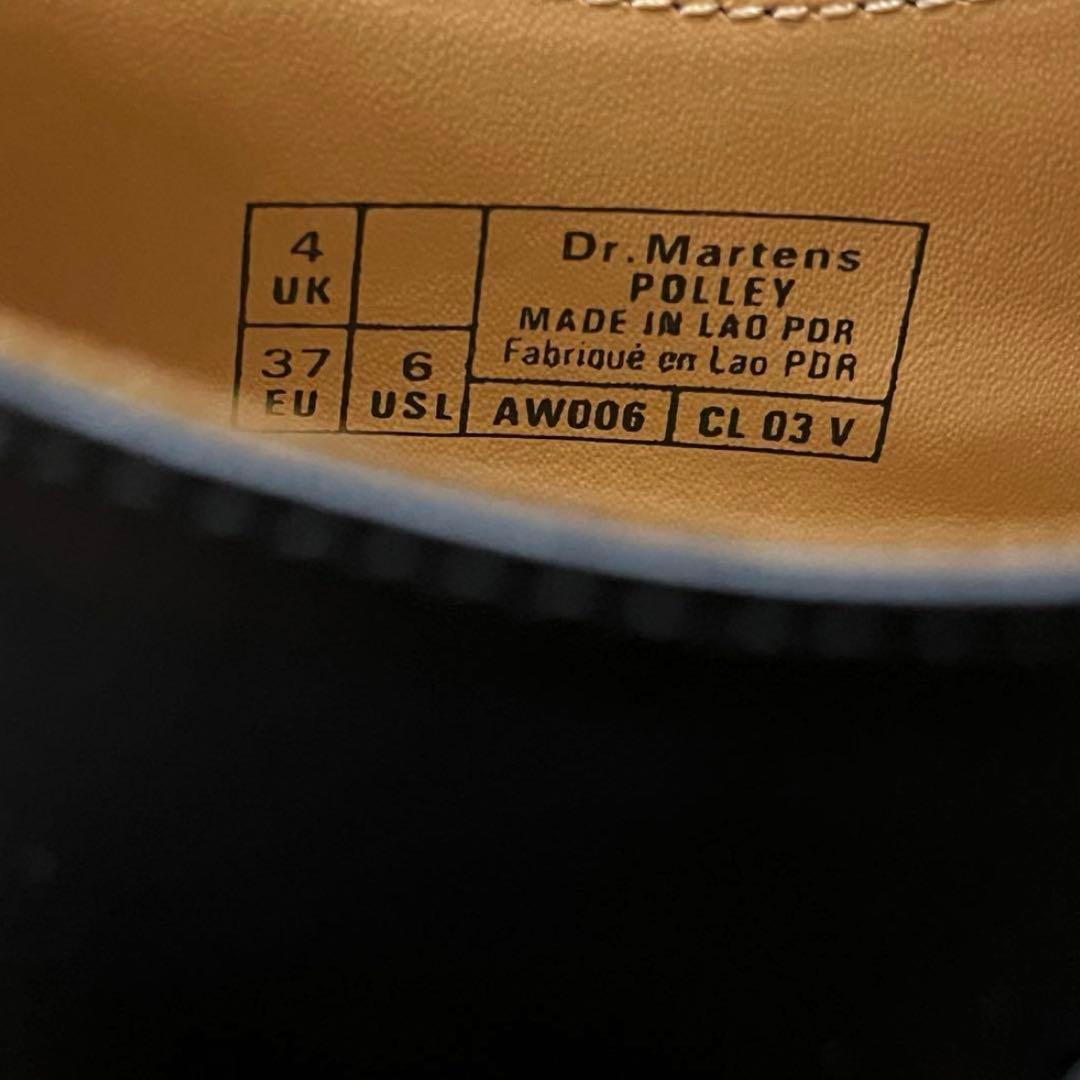 4
UK
37
EU
6
USL
Dr.Martens
POLLEY
MADE IN LAO PDR
Fabriqué en Lao PDR
AW006
CL 03 V